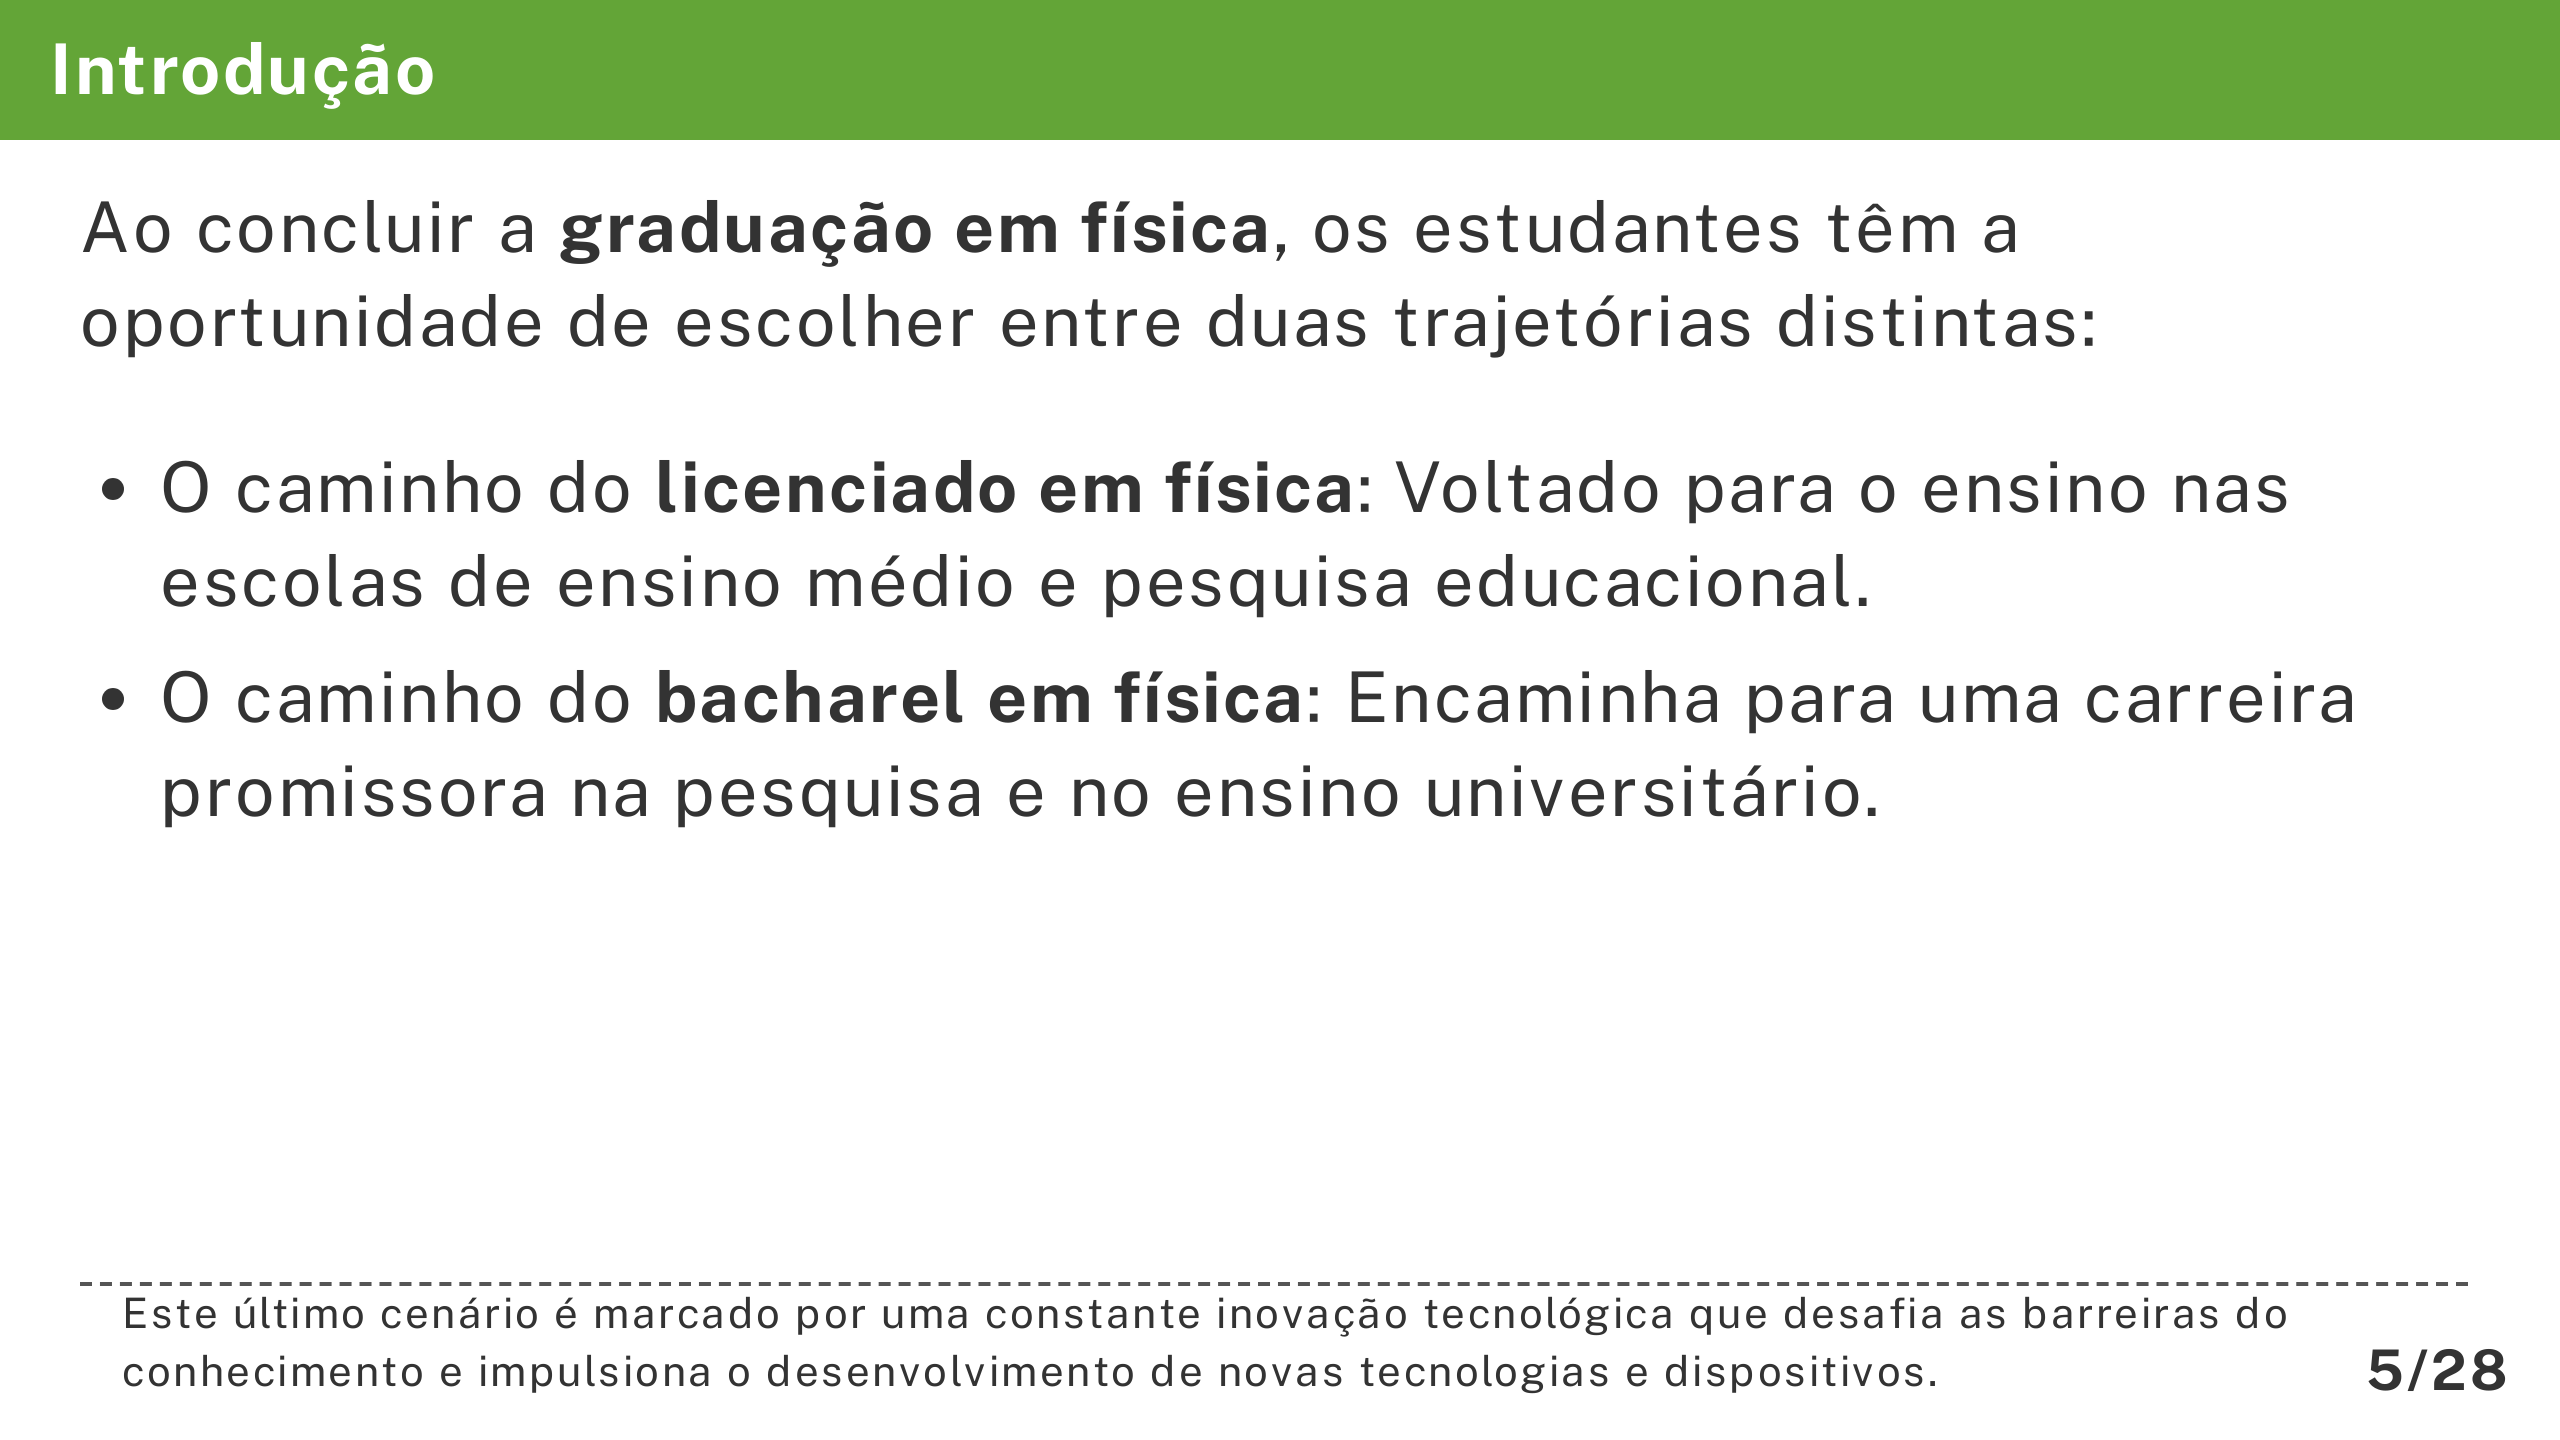 Introdução
Ao concluir a graduação em física, os estudantes têm a
oportunidade de escolher entre duas trajetórias distintas:
• O caminho do licenciado em física: Voltado para o ensino nas
escolas de ensino médio e pesquisa educacional.
• O caminho do bacharel em física: Encaminha para uma carreira
promissora na pesquisa e no ensino universitário.
Este último cenário é marcado por uma constante inovação tecnológica que desafia as barreiras do
conhecimento e impulsiona o desenvolvimento de novas tecnologias e dispositivos.
5/28